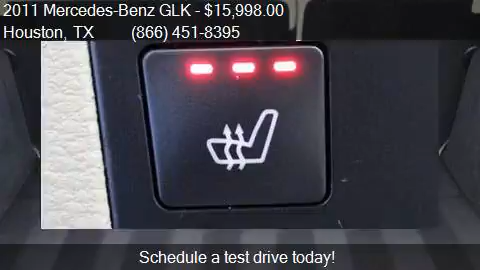 2011 Mercedes-Benz GLK - $15,998.00
Houston, TX (866) 451-8395
Schedule a test drive today!